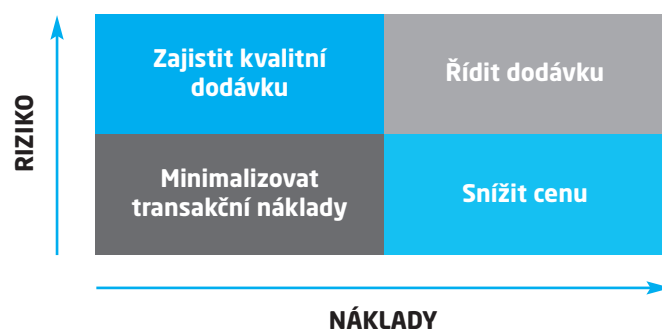 Zajistit kvalitní
dodávku
Řídit dodávku
RIZIKO
Minimalizovat
transakční náklady
Snížit cenu
NÁKLADY